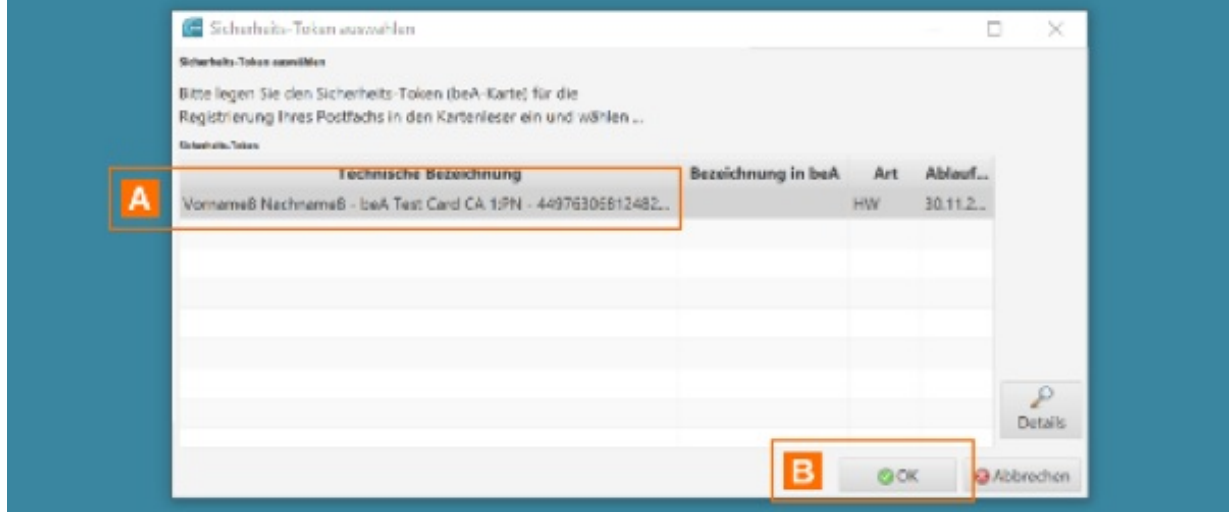 Sicherheits-Token auswählen
Sicherheits-Token auswählen
Bitte legen Sie den Sicherheits-Token (beA-Karte) für die
Registrierung Ihres Postfachs in den Kartenleser ein und wählen ...
Sicherheits-Token
Technische Bezeichnung Bezeichnung in beA Art Ablauf...
A
Vorname8 Nachname8 - beA Test Card CA 1:PN - 44976306812482... HW 30.11.2...
Details
B
OK Abbrechen